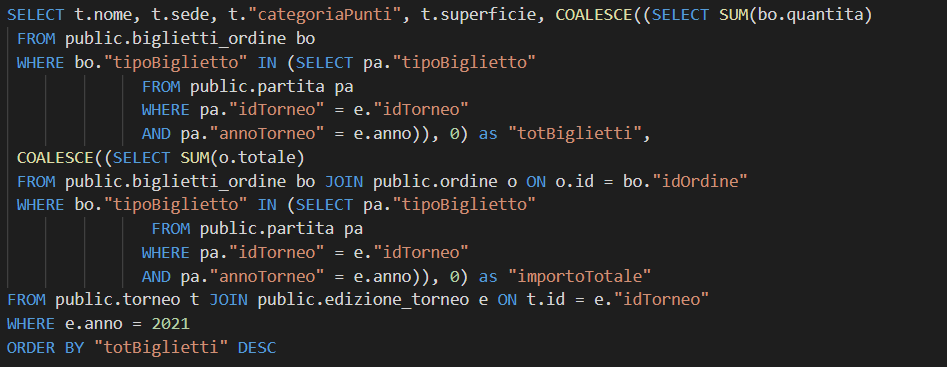 SELECT t.nome, t.sede, t."categoriaPunti", t.superficie, COALESCE((SELECT SUM(bo.quantita)
FROM public.biglietti_ordine bo
WHERE bo."tipoBiglietto" IN (SELECT pa."tipoBiglietto"
FROM public.partita pa
WHERE pa."idTorneo" = e."idTorneo"
AND pa."annoTorneo" = e.anno)), 0) as "totBiglietti",
COALESCE((SELECT SUM(o.totale)
FROM public.biglietti_ordine bo JOIN public.ordine o ON o.id = bo."idOrdine"
WHERE bo."tipoBiglietto" IN (SELECT pa."tipoBiglietto"
FROM public.partita pa
WHERE pa."idTorneo" = e."idTorneo"
AND pa."annoTorneo" = e.anno)), 0) as "importoTotale"
FROM public.torneo t JOIN public.edizione_torneo e ON t.id = e."idTorneo"
WHERE e.anno = 2021
ORDER BY "totBiglietti" DESC